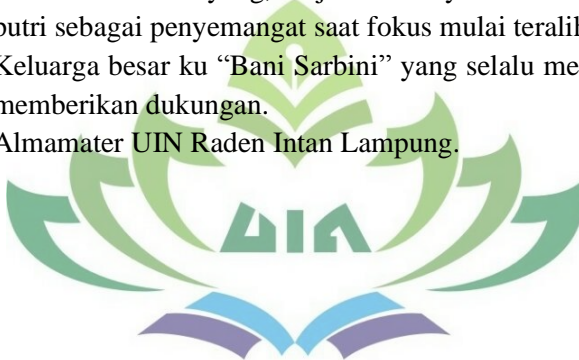 putri sebagai penyemangat saat fokus mulai teralih
Keluarga besar ku “Bani Sarbini” yang selalu me
memberikan dukungan.
Almamater UIN Raden Intan Lampung.
UIN